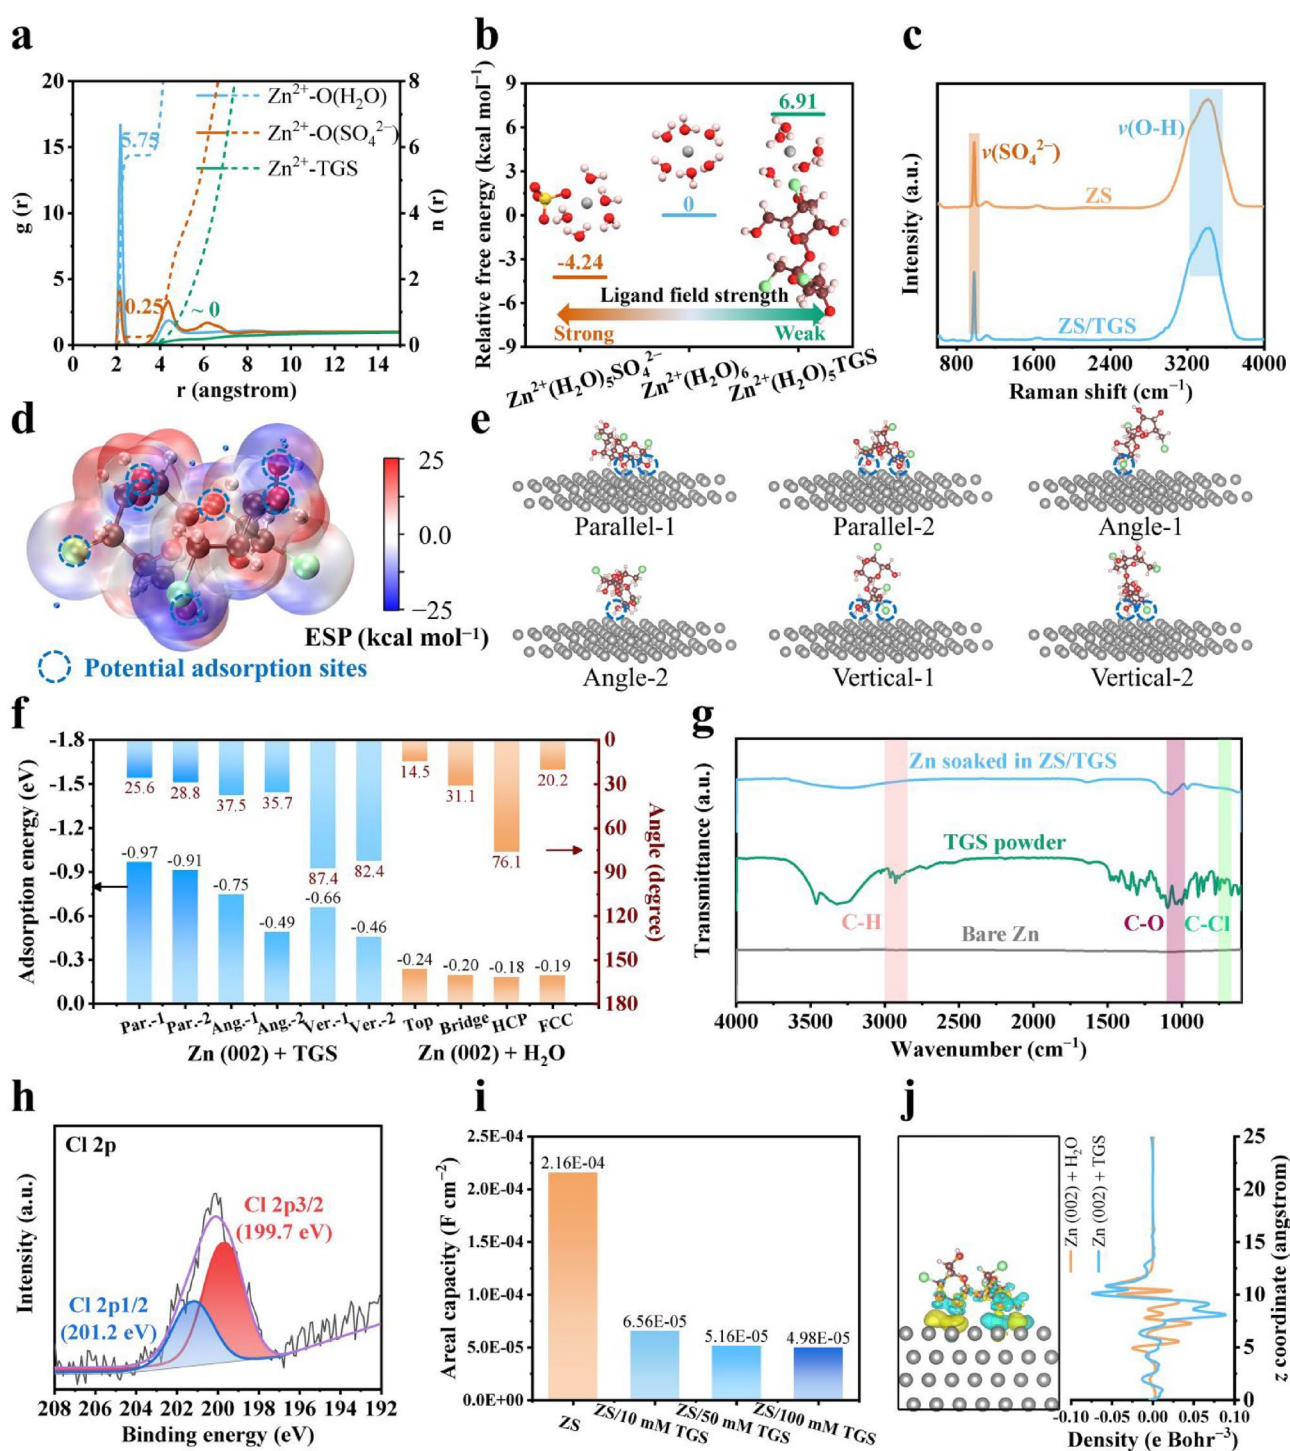 a
20
15
10
5
0
g (r)
8
6
4
2
0
n (r)
Zn²⁺-O(H₂O)
Zn²⁺-O(SO₄²⁻)
Zn²⁺-TGS
5.75
0.25
~ 0
0 2 4 6 8 10 12 14
r (angstrom)
b
Relative free energy (kcal mol⁻¹)
9
6
3
0
-3
-6
-9
6.91
0
-4.24
Ligand field strength
Strong
Weak
Zn²⁺(H₂O)₅SO₄²⁻
Zn²⁺(H₂O)₆
Zn²⁺(H₂O)₅TGS
c
Intensity (a.u.)
ν(O-H)
ν(SO₄²⁻)
ZS
ZS/TGS
800 1600 2400 3200 4000
Raman shift (cm⁻¹)
d
25
0.0
−25
ESP (kcal mol⁻¹)
Potential adsorption sites
e
Parallel-1
Parallel-2
Angle-1
Angle-2
Vertical-1
Vertical-2
f
Adsorption energy (eV)
-1.8
-1.5
-1.2
-0.9
-0.6
-0.3
0.0
25.6
28.8
37.5
35.7
87.4
82.4
14.5
31.1
76.1
20.2
-0.97
-0.91
-0.75
-0.49
-0.66
-0.46
-0.24
-0.20
-0.18
-0.19
0
30
60
90
120
150
180
Angle (degree)
Par.-1 Par.-2 Ang.-1 Ang.-2 Ver.-1 Ver.-2 Top Bridge HCP FCC
Zn (002) + TGS
Zn (002) + H₂O
g
Transmittance (a.u.)
Zn soaked in ZS/TGS
TGS powder
C-H
C-O
C-Cl
Bare Zn
4000 3500 3000 2500 2000 1500 1000
Wavenumber (cm⁻¹)
h
Cl 2p
Intensity (a.u.)
Cl 2p3/2
(199.7 eV)
Cl 2p1/2
(201.2 eV)
208 206 204 202 200 198 196 194 192
Binding energy (eV)
i
Areal capacity (F cm⁻²)
2.5E-04
2.0E-04
1.5E-04
1.0E-04
5.0E-05
0.0E+00
2.16E-04
6.56E-05
5.16E-05
4.98E-05
ZS
ZS/10 mM TGS
ZS/50 mM TGS
ZS/100 mM TGS
j
Zn (002) + H₂O
Zn (002) + TGS
25
20
15
10
5
0
z coordinate (angstrom)
-0.10 -0.05 0.00 0.05 0.10
Density (e Bohr⁻³)